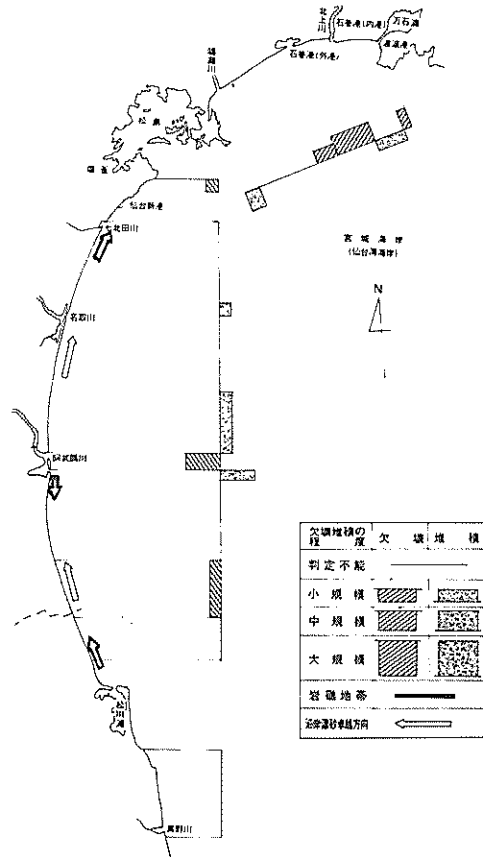 北上川
石巻港(内港)
万石浦
渡波港
石巻港(外港)
鳴瀬川
松島
塩釜
仙台新港
七北田川
宮城海岸
(仙台湾海岸)
N
名取川
阿武隈川
松川浦
真野川
欠壊堆積の程度
欠壊
堆積
判定不能
小規模
中規模
大規模
岩礁地帯
沿岸漂砂卓越方向